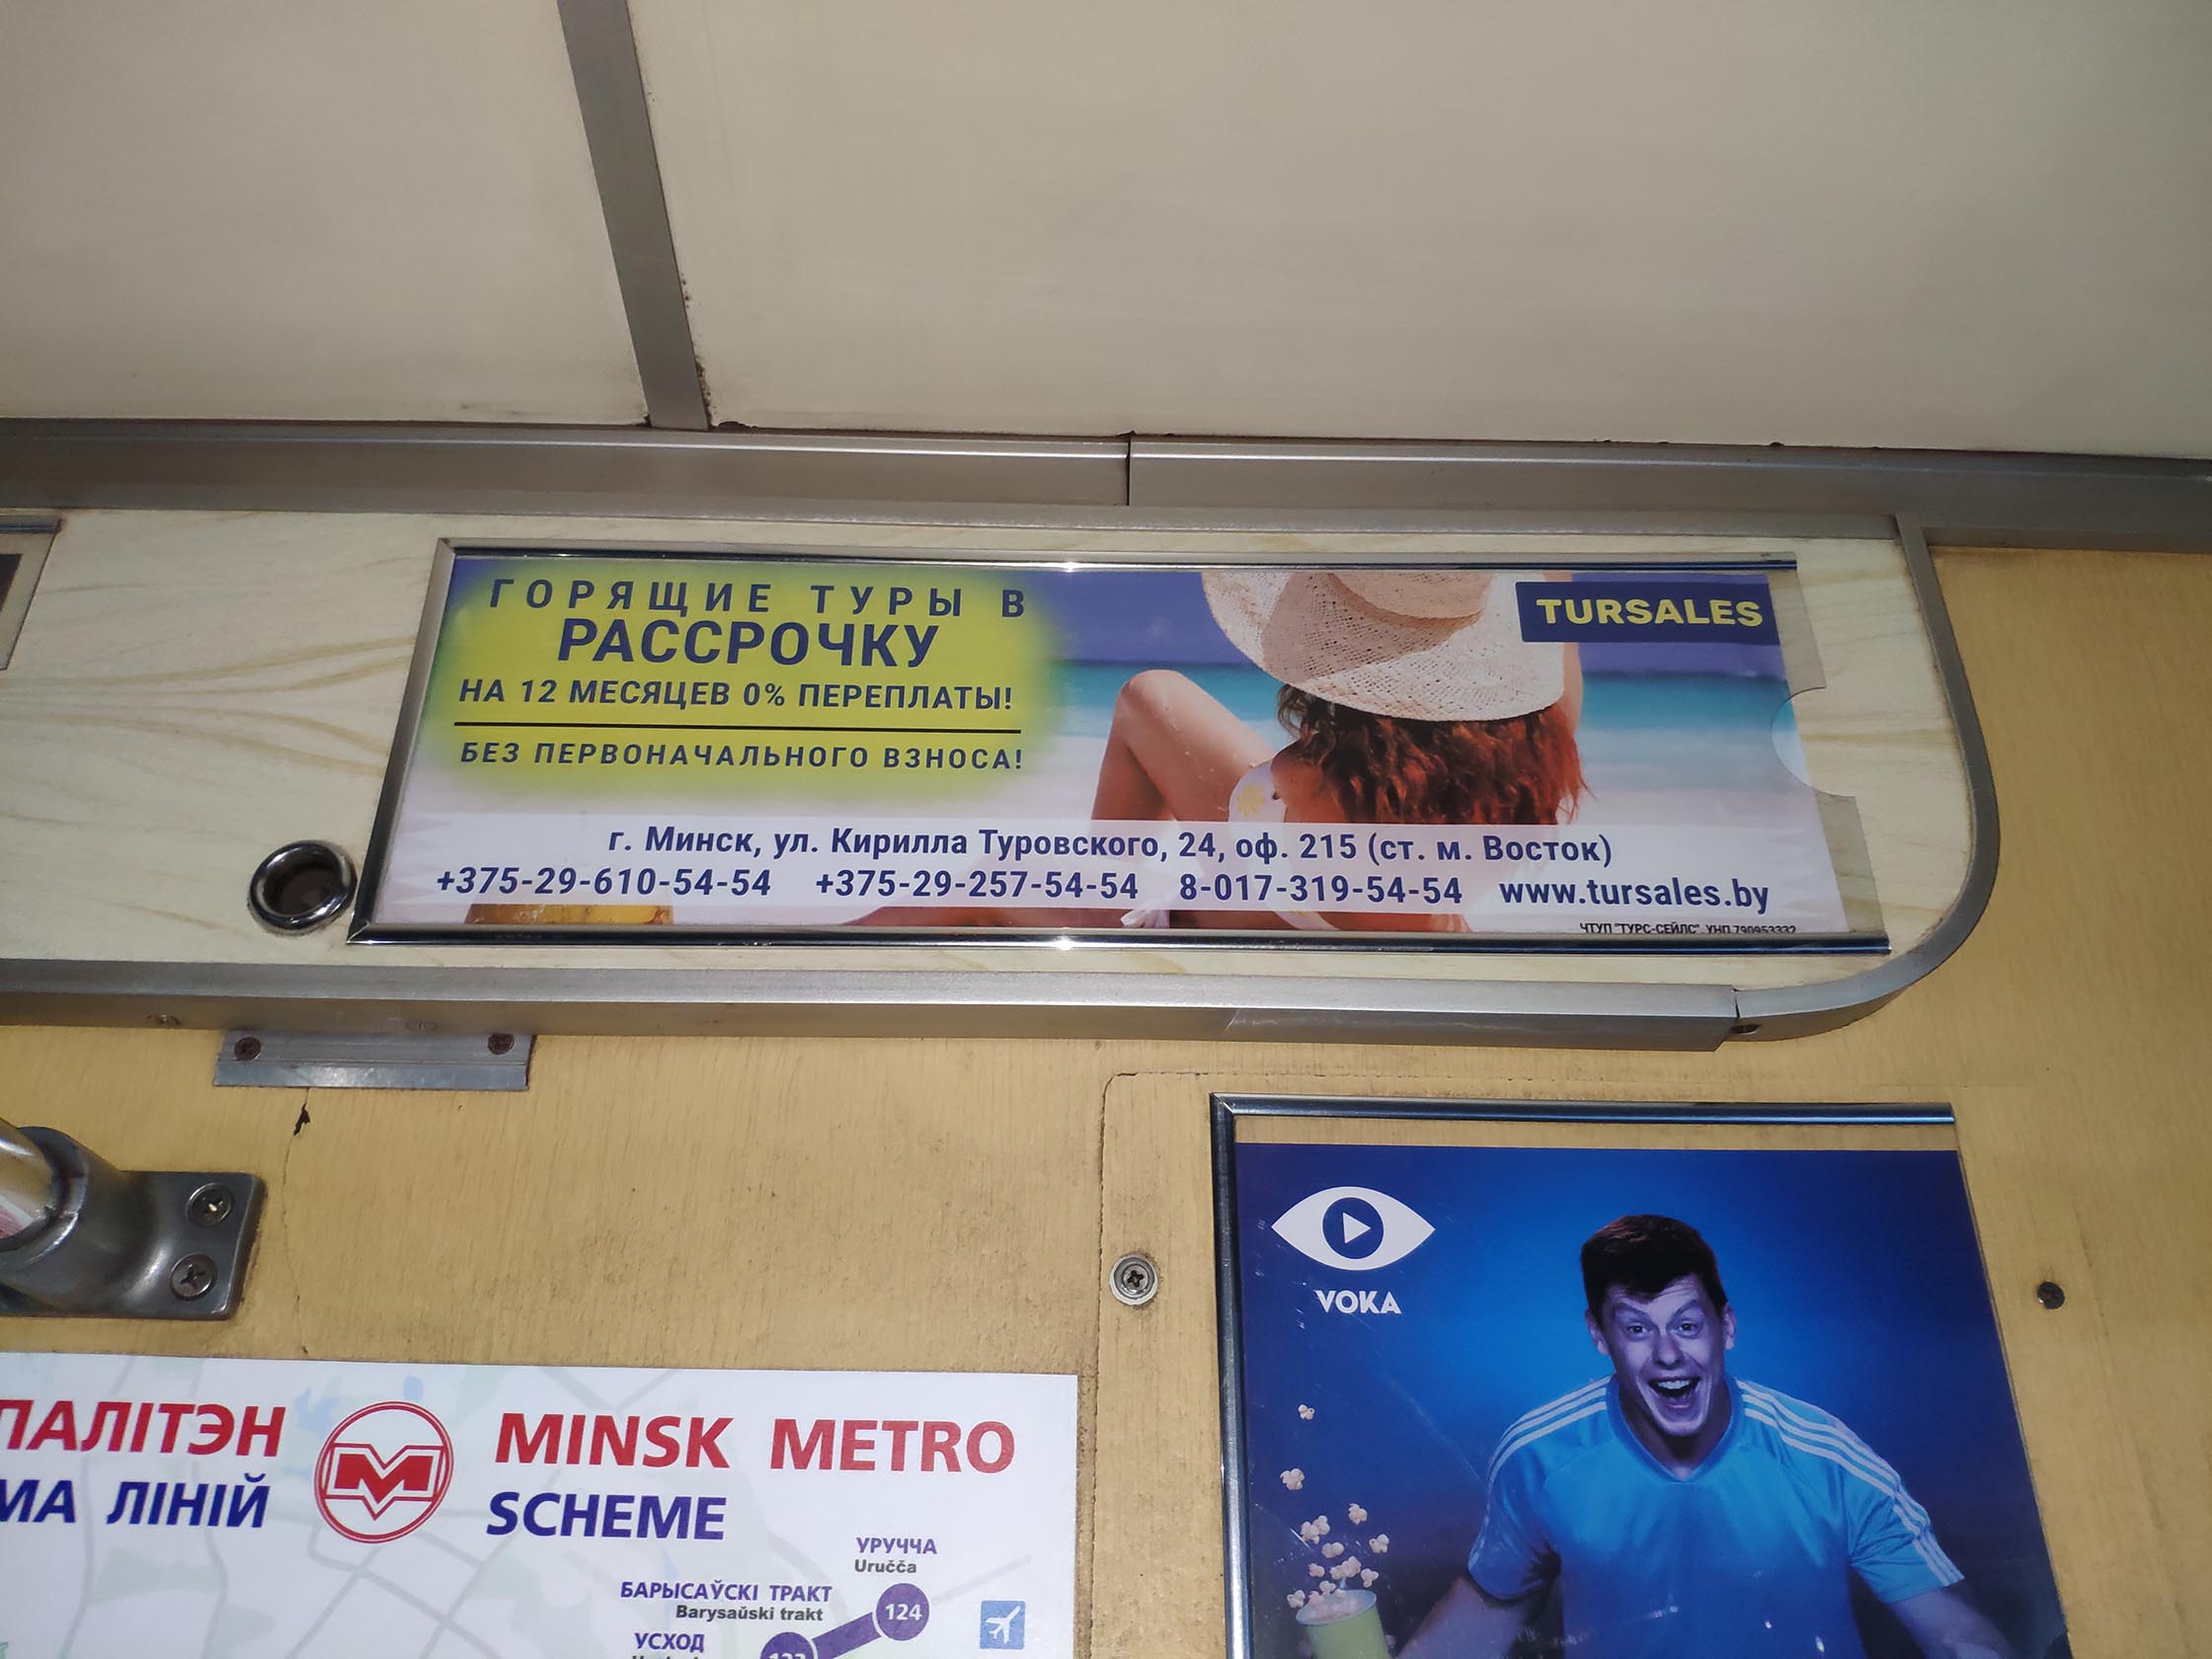 ГОРЯЩИЕ ТУРЫ В
РАССРОЧКУ
НА 12 МЕСЯЦЕВ 0% ПЕРЕПЛАТЫ!
БЕЗ ПЕРВОНАЧАЛЬНОГО ВЗНОСА!
TURSALES
г. Минск, ул. Кирилла Туровского, 24, оф. 215 (ст. м. Восток)
+375-29-610-54-54 +375-29-257-54-54 8-017-319-54-54 www.tursales.by
ЧТУП "ТУРС-СЕЙЛС", УНП 790953332
VOKA
ПАЛІТЭН
МА ЛІНІЙ
MINSK METRO
SCHEME
УРУЧЧА
Uručča
124
БАРЫСАЎСКІ ТРАКТ
Barysaŭski trakt
УСХОД